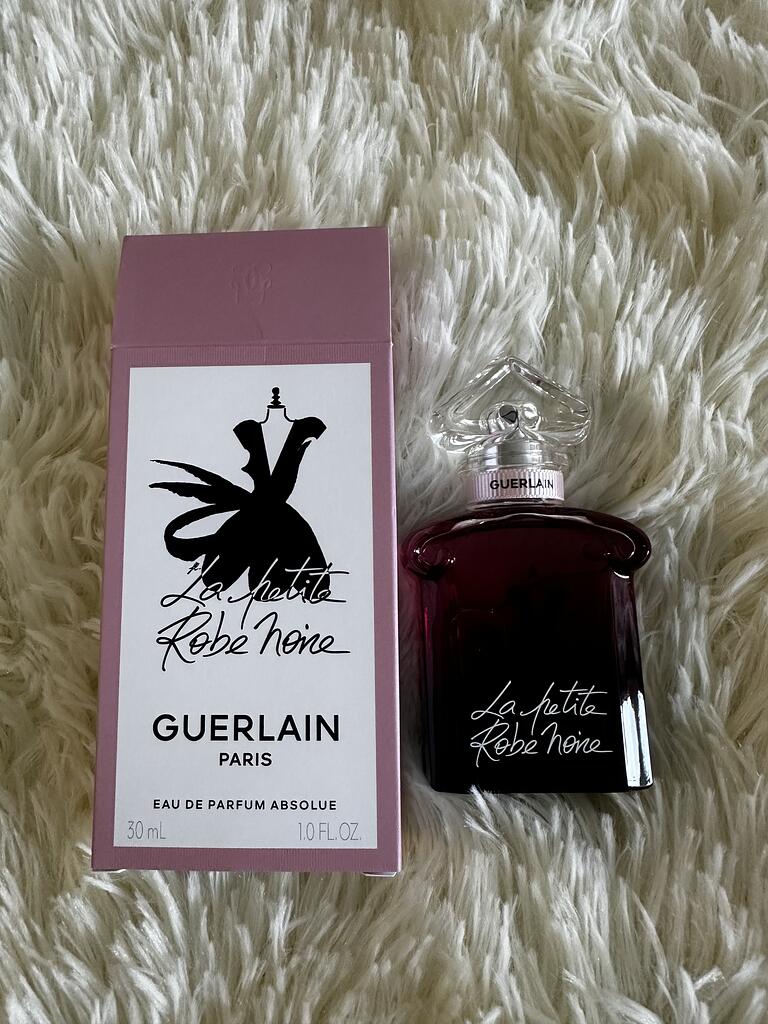 La petite
Robe Noire
GUERLAIN
PARIS
EAU DE PARFUM ABSOLUE
30 mL 1.0 FL.OZ.
GUERLAIN
La petite
Robe Noire